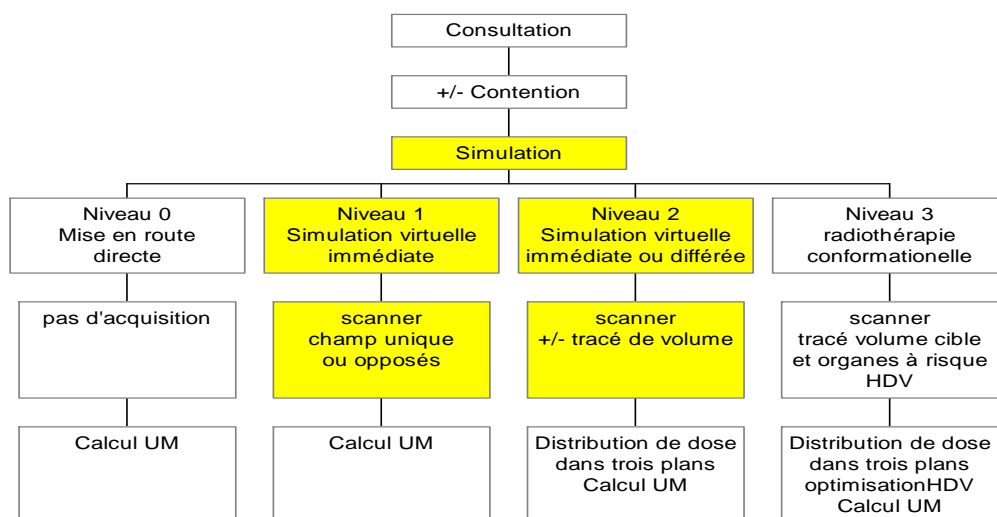 Consultation
+/- Contention
Simulation
Niveau 0
Mise en route
directe
Niveau 1
Simulation virtuelle
immédiate
Niveau 2
Simulation virtuelle
immédiate ou différée
Niveau 3
radiothérapie
conformationelle
pas d'acquisition
scanner
champ unique
ou opposés
scanner
+/- tracé de volume
scanner
tracé volume cible
et organes à risque
HDV
Calcul UM
Calcul UM
Distribution de dose
dans trois plans
Calcul UM
Distribution de dose
dans trois plans
optimisationHDV
Calcul UM